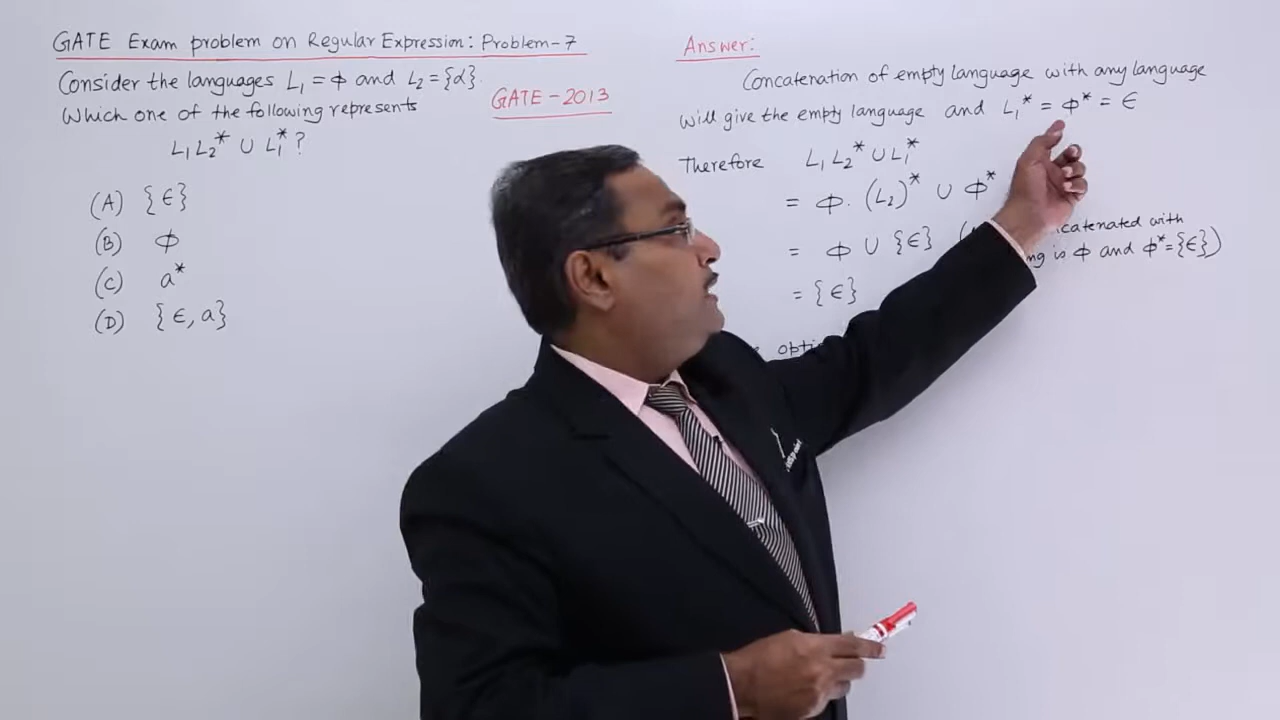 GATE Exam problem on Regular Expression: Problem-7
Consider the languages L₁ = ϕ and L₂ = {a}.
Which one of the following represents
L₁L₂* ∪ L₁*?
GATE - 2013
(A) {ϵ}
(B) ϕ
(C) a*
(D) {ϵ, a}
Answer:
Concatenation of empty language with any language
will give the empty language and L₁* = ϕ* = ϵ
Therefore L₁L₂* ∪ L₁*
= ϕ. (L₂)* ∪ ϕ*
= ϕ ∪ {ϵ} (
with
is ϕ and ϕ* = {ϵ})
= {ϵ}